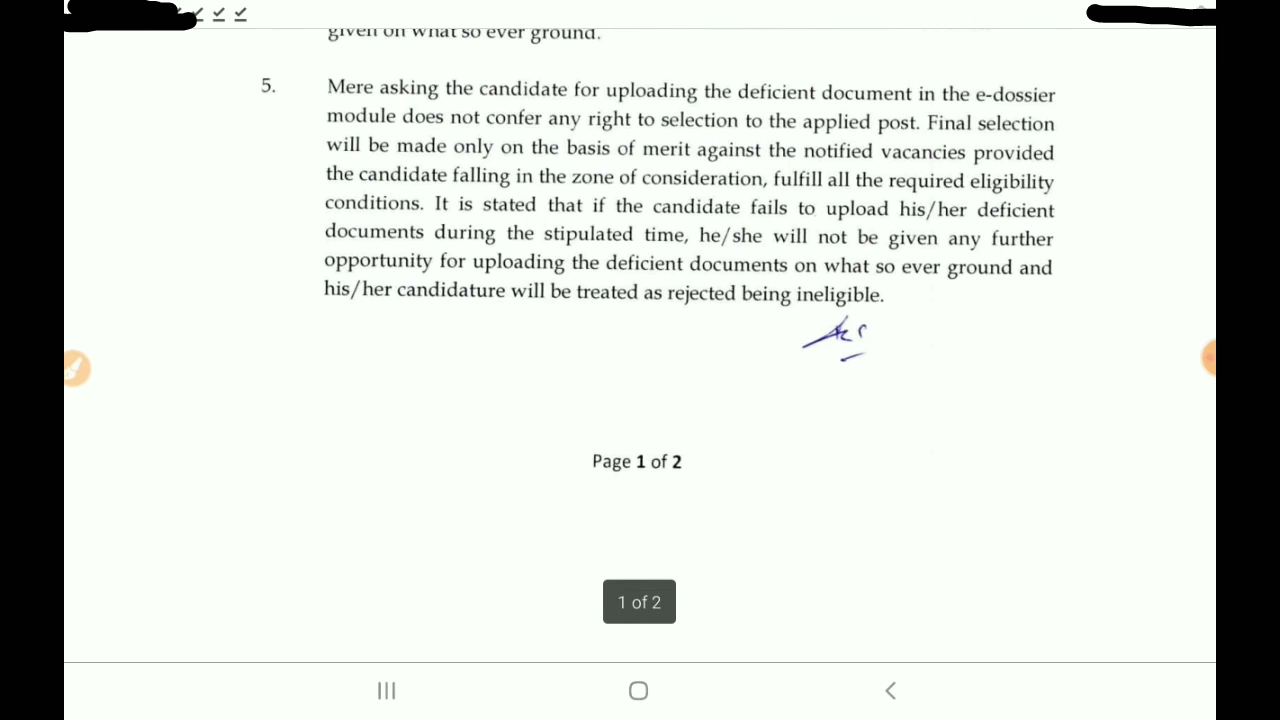 given on what so ever ground.
5. Mere asking the candidate for uploading the deficient document in the e-dossier
module does not confer any right to selection to the applied post. Final selection
will be made only on the basis of merit against the notified vacancies provided
the candidate falling in the zone of consideration, fulfill all the required eligibility
conditions. It is stated that if the candidate fails to upload his/her deficient
documents during the stipulated time, he/she will not be given any further
opportunity for uploading the deficient documents on what so ever ground and
his/her candidature will be treated as rejected being ineligible.
Page 1 of 2
1 of 2